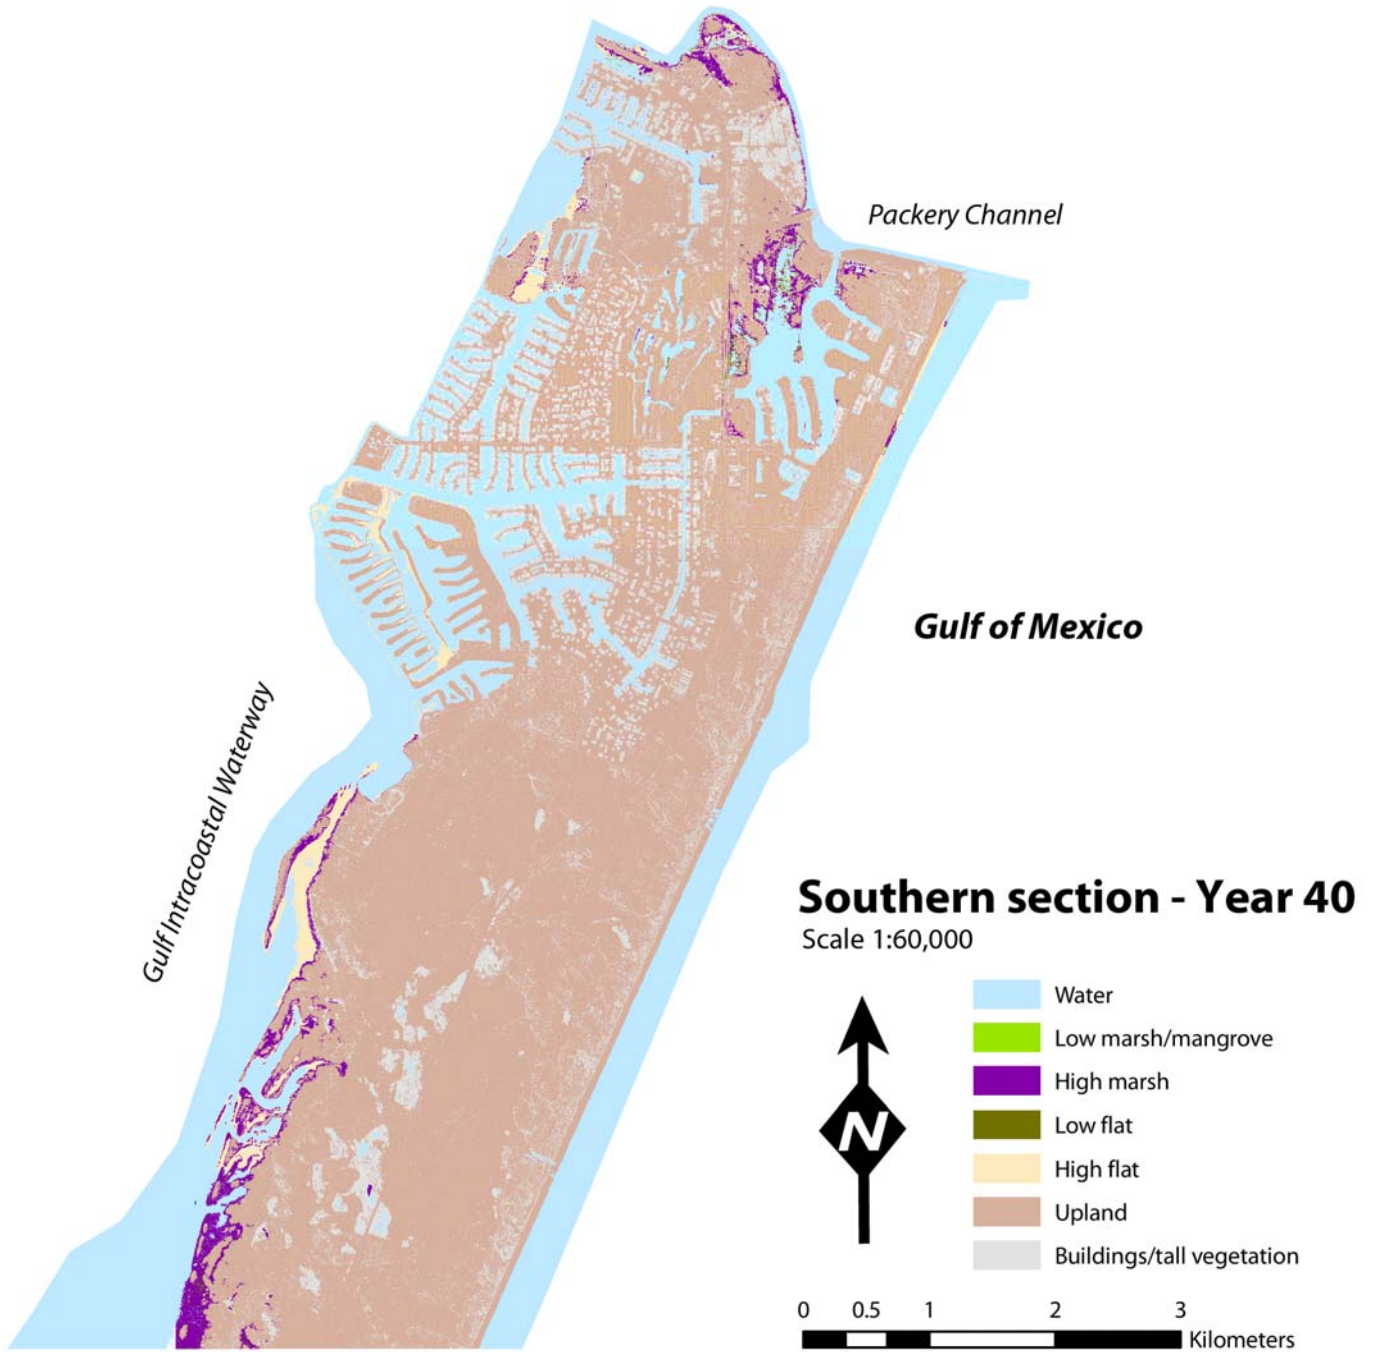 Packery Channel
Gulf of Mexico
Gulf Intracoastal Waterway
Southern section - Year 40
Scale 1:60,000
N
Water
Low marsh/mangrove
High marsh
Low flat
High flat
Upland
Buildings/tall vegetation
0 0.5 1 2 3
Kilometers